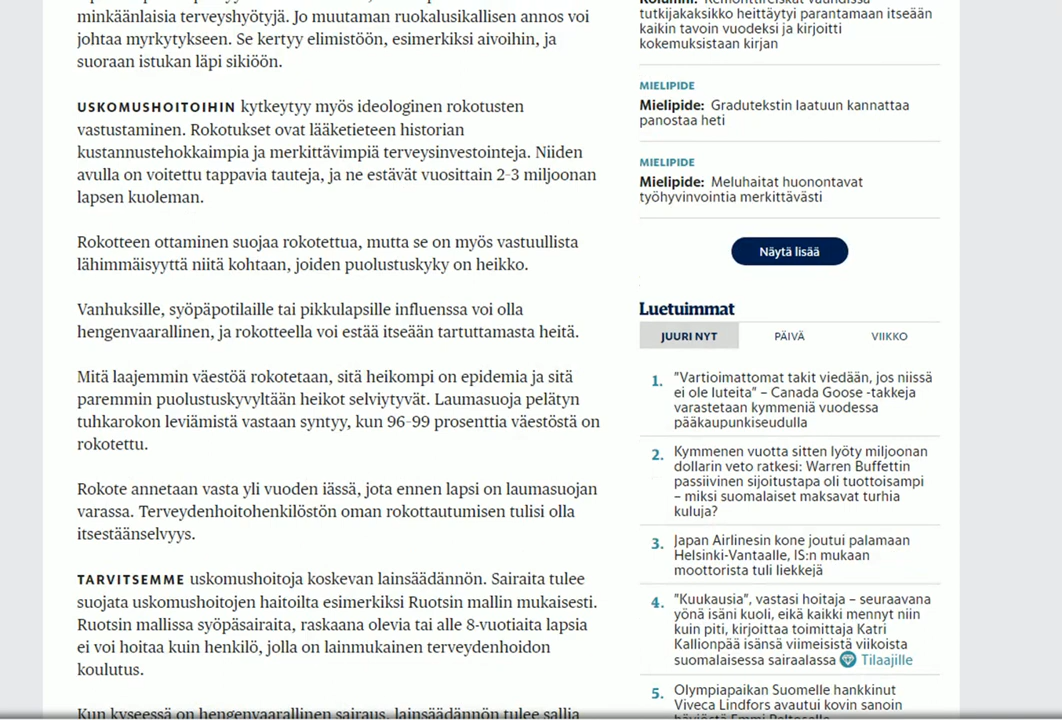 minkäänlaisia terveyshyötyjä. Jo muutaman ruokalusikallisen annos voi
johtaa myrkytykseen. Se kertyy elimistöön, esimerkiksi aivoihin, ja
suoraan istukan läpi sikiöön.
USKOMUSHOITOIHIN kytkeytyy myös ideologinen rokotusten
vastustaminen. Rokotukset ovat lääketieteen historian
kustannustehokkaimpia ja merkittävimpiä terveysinvestointeja. Niiden
avulla on voitettu tappavia tauteja, ja ne estävät vuosittain 2-3 miljoonan
lapsen kuoleman.
Rokotteen ottaminen suojaa rokotettua, mutta se on myös vastuullista
lähimmäisyyttä niitä kohtaan, joiden puolustuskyky on heikko.
Vanhuksille, syöpäpotilaille tai pikkulapsille influenssa voi olla
hengenvaarallinen, ja rokotteella voi estää itseään tartuttamasta heitä.
Mitä laajemmin väestöä rokotetaan, sitä heikompi on epidemia ja sitä
paremmin puolustuskyvyltään heikot selviytyvät. Laumasuoja pelätyn
tuhkarokon leviämistä vastaan syntyy, kun 96-99 prosenttia väestöstä on
rokotettu.
Rokote annetaan vasta yli vuoden iässä, jota ennen lapsi on laumasuojan
varassa. Terveydenhoitohenkilöstön oman rokottautumisen tulisi olla
itsestäänselvyys.
TARVITSEMME uskomushoitoja koskevan lainsäädännön. Sairaita tulee
suojata uskomushoitojen haitoilta esimerkiksi Ruotsin mallin mukaisesti.
Ruotsin mallissa syöpäsairaita, raskaana olevia tai alle 8-vuotiaita lapsia
ei voi hoitaa kuin henkilö, jolla on lainmukainen terveydenhoidon
koulutus.
Kun kyseessä on hengenvaarallinen sairaus, lainsäädännön tulee sallia
Kolumni: Remonttireiskat vauhdissa
tutkijakaksikko heittäytyi parantamaan itseään
kaikin tavoin vuodeksi ja kirjoitti
kokemuksistaan kirjan
MIELIPIDE
Mielipide: Gradutekstin laatuun kannattaa
panostaa heti
MIELIPIDE
Mielipide: Meluhaitat huonontavat
työhyvinvointia merkittävästi
Näytä lisää
Luetuimmat
JUURI NYT PÄIVÄ VIIKKO
1. "Vartioimattomat takit viedään, jos niissä
ei ole luteita" – Canada Goose -takkeja
varastetaan kymmeniä vuodessa
pääkaupunkiseudulla
2. Kymmenen vuotta sitten lyöty miljoonan
dollarin veto ratkesi: Warren Buffettin
passiivinen sijoitustapa oli tuottoisampi
– miksi suomalaiset maksavat turhia
kuluja?
3. Japan Airlinesin kone joutui palamaan
Helsinki-Vantaalle, IS:n mukaan
moottorista tuli liekkejä
4. "Kuukausia", vastasi hoitaja – seuraavana
yönä isäni kuoli, eikä kaikki mennyt niin
kuin piti, kirjoittaa toimittaja Katri
Kallionpää isänsä viimeisistä viikoista
suomalaisessa sairaalassa Tilaajille
5. Olympiapaikan Suomelle hankkinut
Viveca Lindfors avautui kovin sanoin